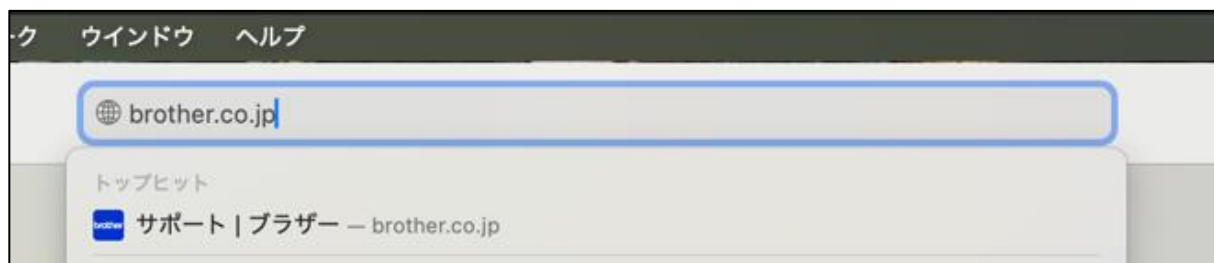 ーク ウインドウ ヘルプ
brother.co.jp
トップヒット
brother サポート | ブラザー — brother.co.jp